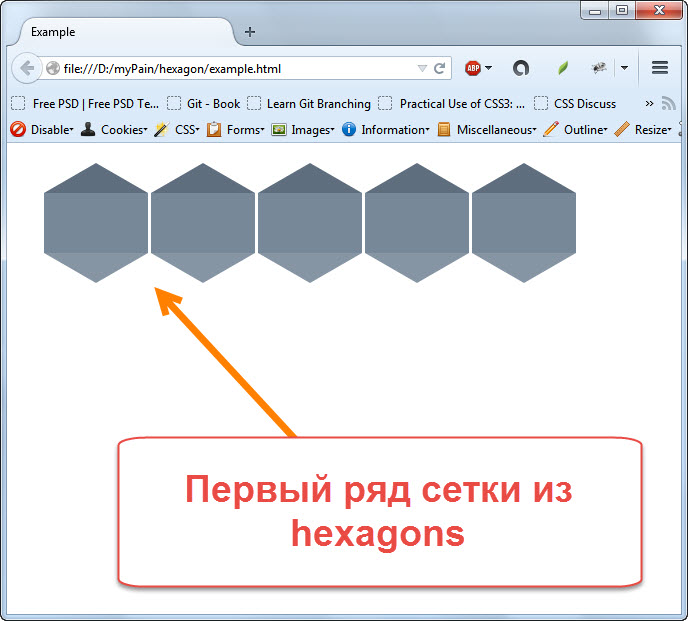 Example
file:///D:/myPain/hexagon/example.html
ABP
Free PSD | Free PSD Te... Git - Book Learn Git Branching Practical Use of CSS3: ... CSS Discuss »
Disable Cookies CSS Forms Images Information Miscellaneous Outline Resize
Первый ряд сетки из
hexagons